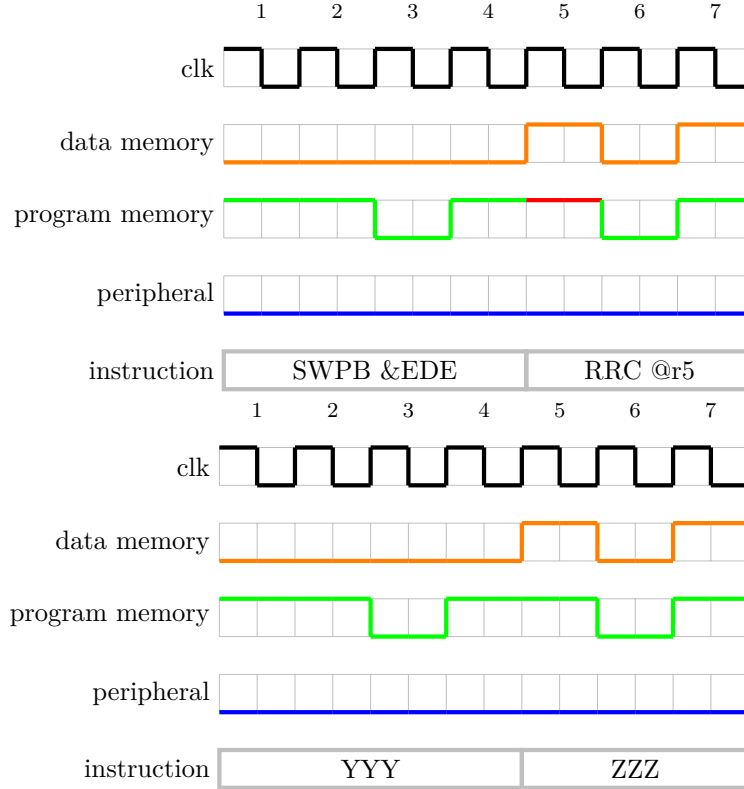 1 2 3 4 5 6 7
clk
data memory
program memory
peripheral
instruction SWPB &EDE RRC @r5
1 2 3 4 5 6 7
clk
data memory
program memory
peripheral
instruction YYY ZZZ